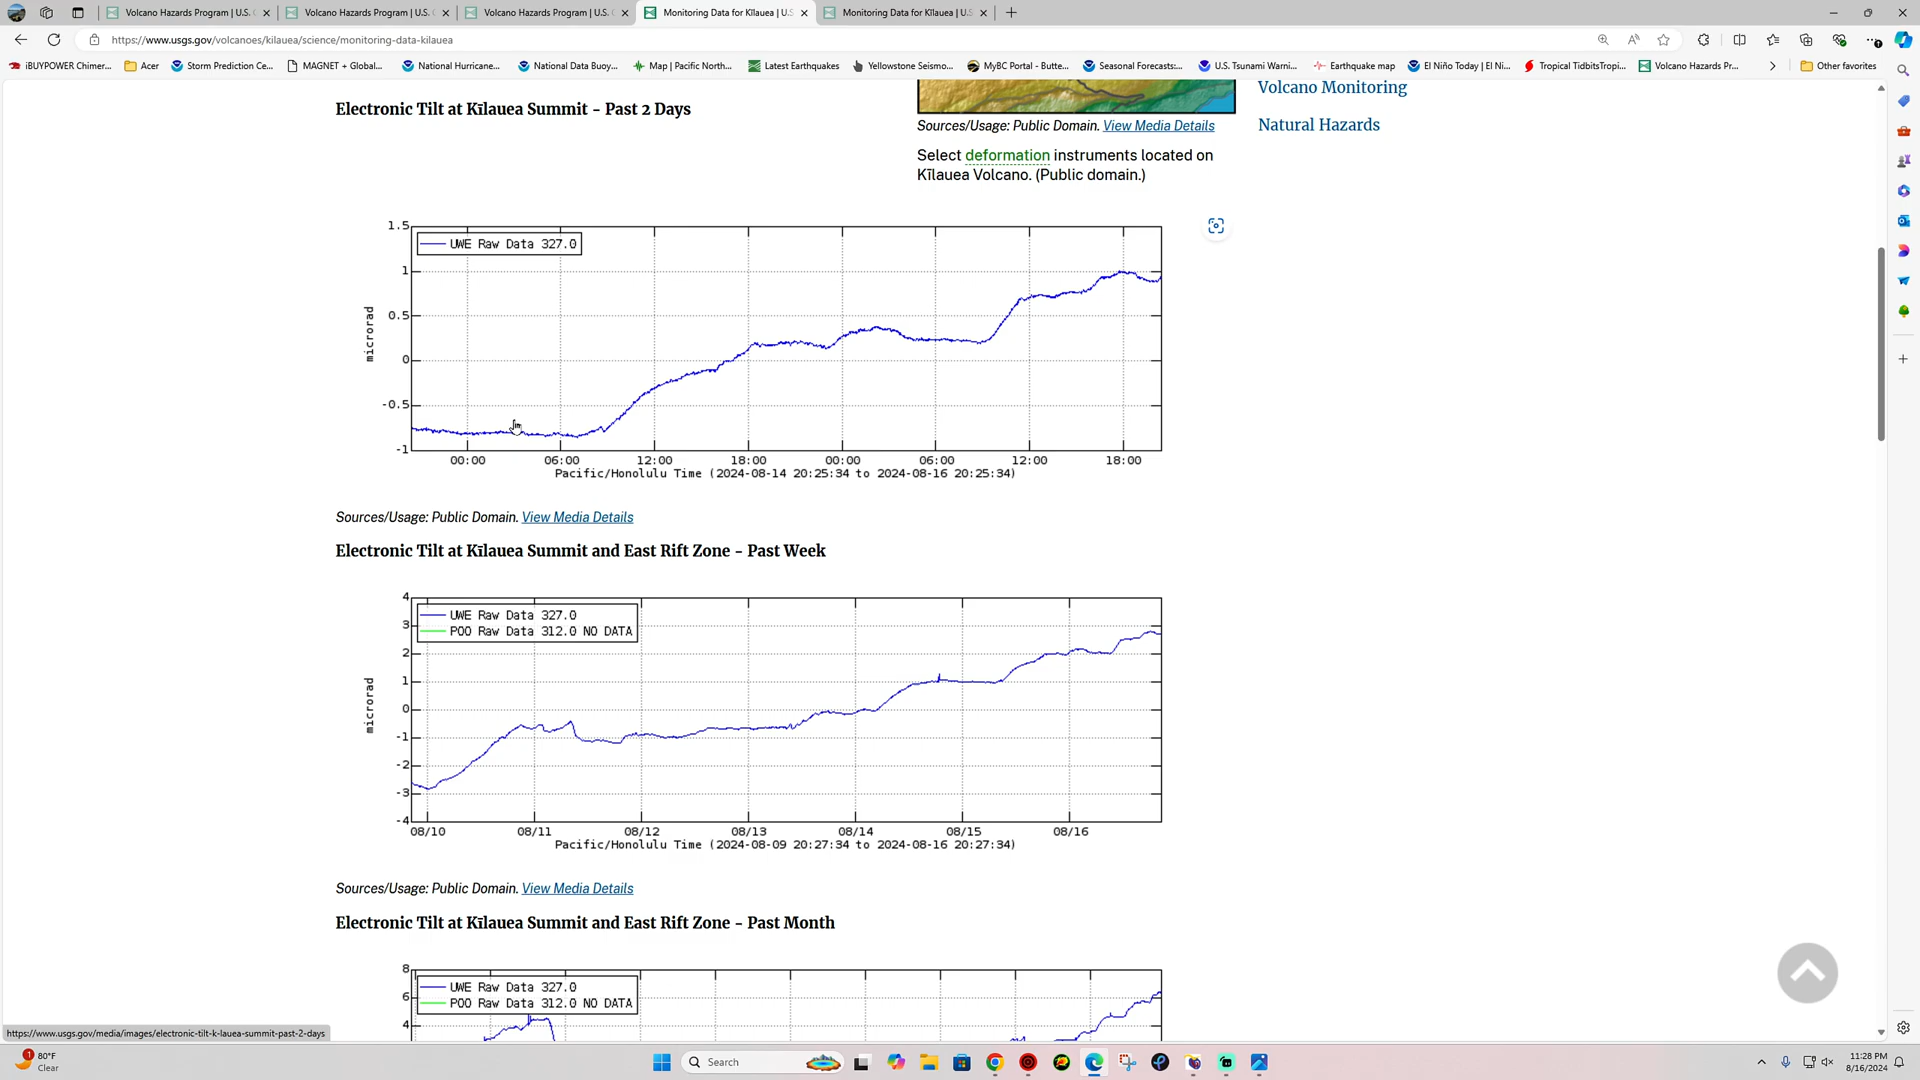 Volcano Hazards Program | U.S. G
Volcano Hazards Program | U.S. G
Volcano Hazards Program | U.S. G
Monitoring Data for Kīlauea | U.S
Monitoring Data for Kīlauea | U.S
https://www.usgs.gov/volcanoes/kilauea/science/monitoring-data-kilauea
iBUYPOWER Chimer...
Acer
Storm Prediction Ce...
MAGNET + Global...
National Hurricane...
National Data Buoy...
Map | Pacific North...
Latest Earthquakes
Yellowstone Seismo...
MyBC Portal - Butte...
Seasonal Forecasts:...
U.S. Tsunami Warni...
Earthquake map
El Niño Today | El Ni...
Tropical TidbitsTropi...
Volcano Hazards Pr...
Other favorites
Electronic Tilt at Kīlauea Summit - Past 2 Days
Sources/Usage: Public Domain. View Media Details
Select deformation instruments located on
Kīlauea Volcano. (Public domain.)
Volcano Monitoring
Natural Hazards
UWE Raw Data 327.0
microrad
1.5
1
0.5
0
-0.5
-1
00:00 06:00 12:00 18:00 00:00 06:00 12:00 18:00
Pacific/Honolulu Time (2024-08-14 20:25:34 to 2024-08-16 20:25:34)
Sources/Usage: Public Domain. View Media Details
Electronic Tilt at Kīlauea Summit and East Rift Zone - Past Week
UWE Raw Data 327.0
POO Raw Data 312.0 NO DATA
microrad
4
3
2
1
0
-1
-2
-3
-4
08/10 08/11 08/12 08/13 08/14 08/15 08/16
Pacific/Honolulu Time (2024-08-09 20:27:34 to 2024-08-16 20:27:34)
Sources/Usage: Public Domain. View Media Details
Electronic Tilt at Kīlauea Summit and East Rift Zone - Past Month
UWE Raw Data 327.0
POO Raw Data 312.0 NO DATA
8
6
4
https://www.usgs.gov/media/images/electronic-tilt-k-lauea-summit-past-2-days
1
80°F
Clear
Search
11:28 PM
8/16/2024